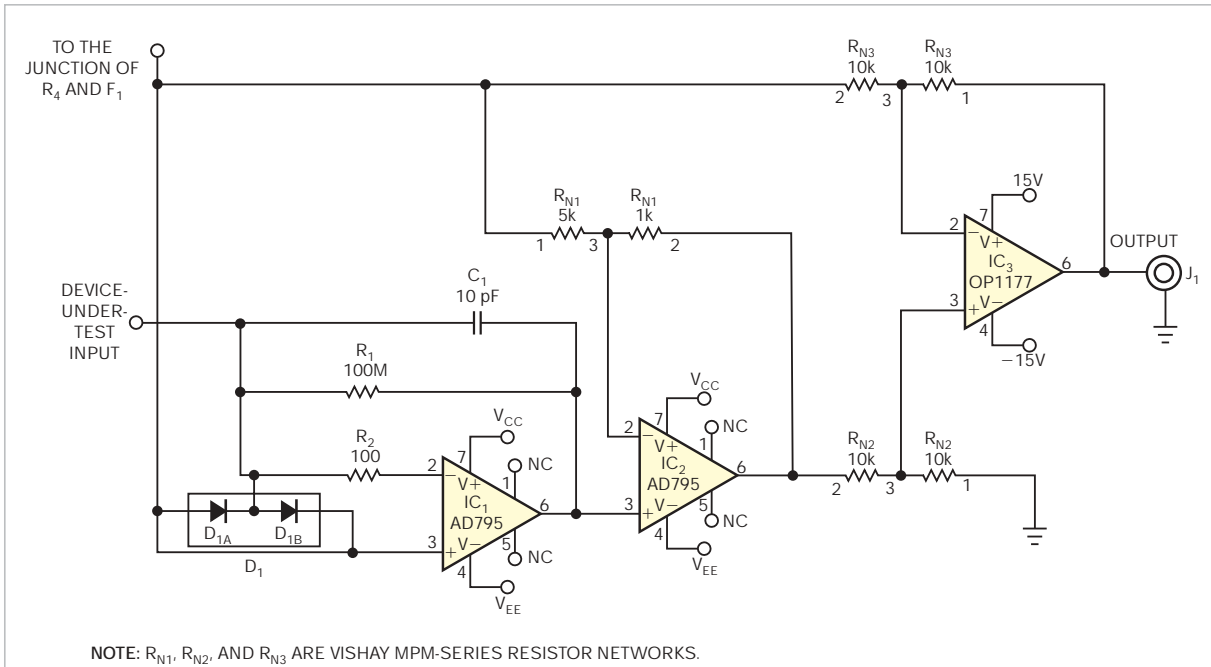 TO THE
JUNCTION OF
R4 AND F1
RN3
10k
2
3
RN3
10k
1
RN1
5k
1
3
RN1
1k
2
15V
7
2
−
V+
IC3
OP1177
6
3
+
V−
4
−15V
OUTPUT
J1
DEVICE-
UNDER-
TEST
INPUT
C1
10 pF
R1
100M
R2
100
VCC
7
2
−
V+
1
NC
IC1
AD795
6
3
+
V−
5
NC
4
VEE
D1A
D1B
D1
VCC
7
2
−
V+
1
NC
IC2
AD795
6
3
+
V−
5
NC
4
VEE
RN2
10k
2
3
RN2
10k
1
NOTE: RN1, RN2, AND RN3 ARE VISHAY MPM-SERIES RESISTOR NETWORKS.